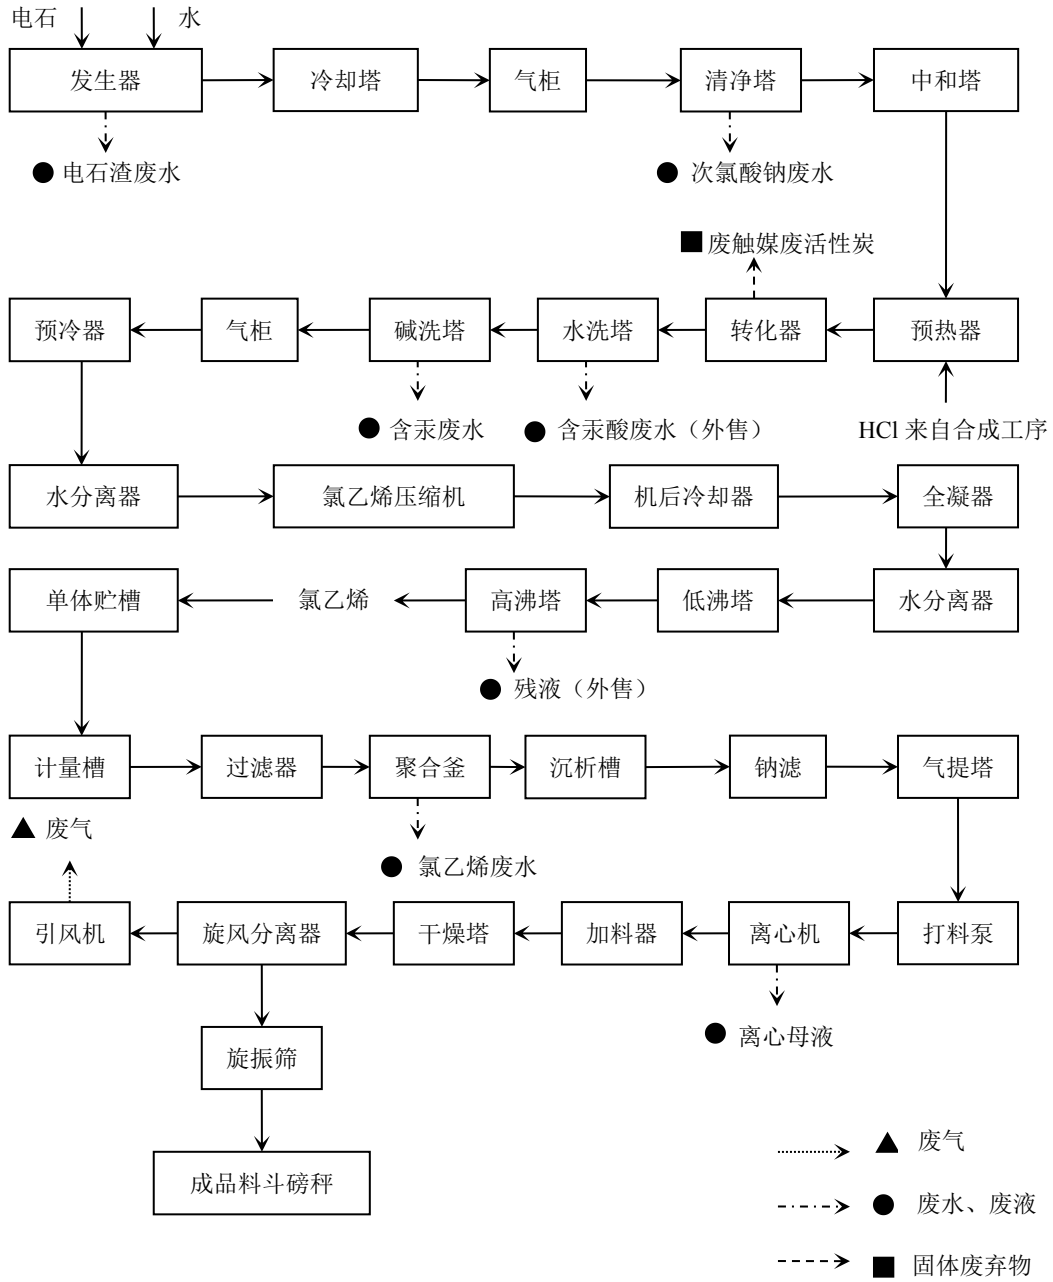 电石 水
发生器 冷却塔 气柜 清净塔 中和塔
电石渣废水 次氯酸钠废水
废触媒废活性炭
预冷器 气柜 碱洗塔 水洗塔 转化器 预热器
含汞废水 含汞酸废水（外售） HCl 来自合成工序
水分离器 氯乙烯压缩机 机后冷却器 全凝器
单体贮槽 氯乙烯 高沸塔 低沸塔 水分离器
残液（外售）
计量槽 过滤器 聚合釜 沉析槽 钠滤 气提塔
废气
氯乙烯废水
引风机 旋风分离器 干燥塔 加料器 离心机 打料泵
离心母液
旋振筛
废气
成品料斗磅秤
废水、废液
固体废弃物